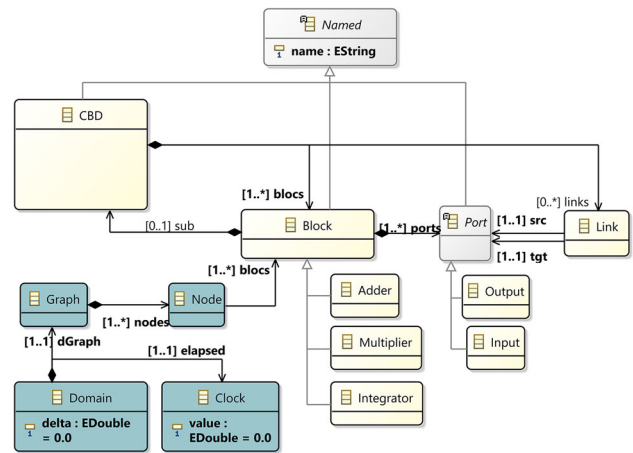 Named
name : EString
CBD
[0..*] links
[1..*] blocs
[0..1] sub
Block
[1..*] ports
Port
[1..1] src
Link
[1..1] tgt
[1..*] blocs
Graph
Node
[1..*] nodes
[1..1] dGraph
[1..1] elapsed
Adder
Output
Multiplier
Input
Domain
Clock
Integrator
delta : EDouble
= 0.0
value :
EDouble = 0.0